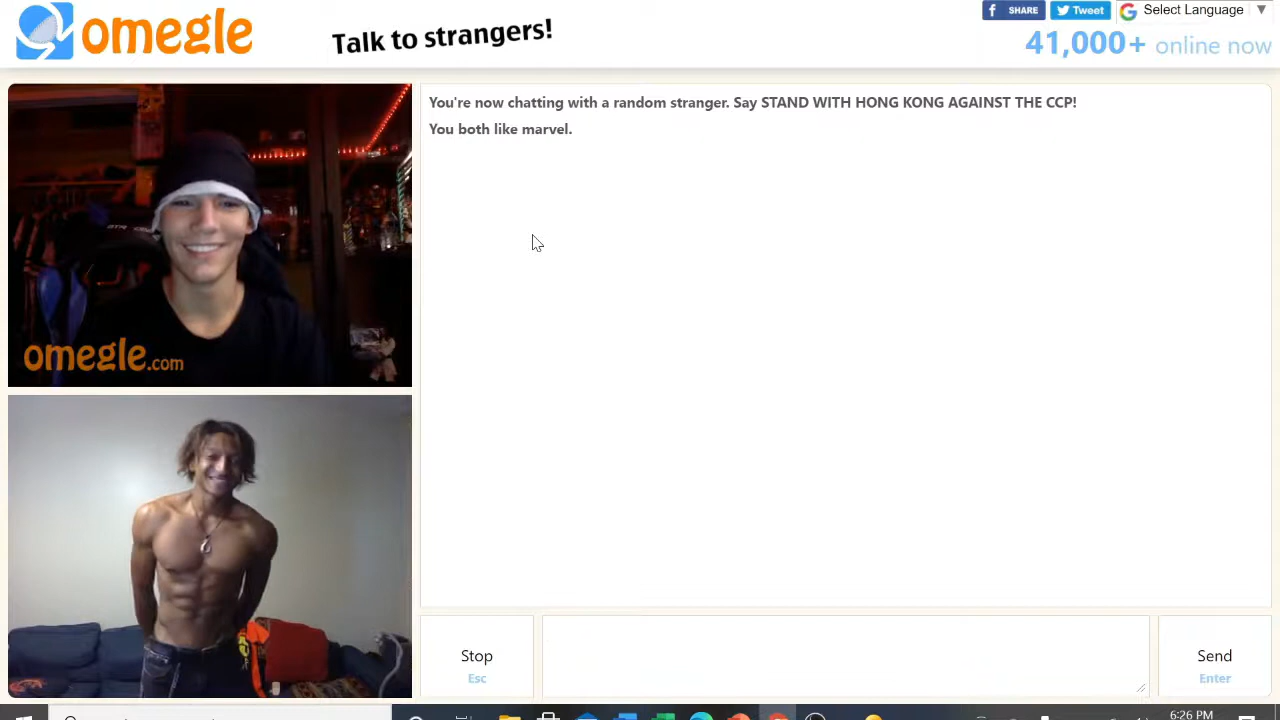 omegle
Talk to strangers!
SHARE
Tweet
Select Language ▼
41,000+ online now
You're now chatting with a random stranger. Say STAND WITH HONG KONG AGAINST THE CCP!
You both like marvel.
omegle.com
Stop
Esc
Send
Enter
6:26 PM